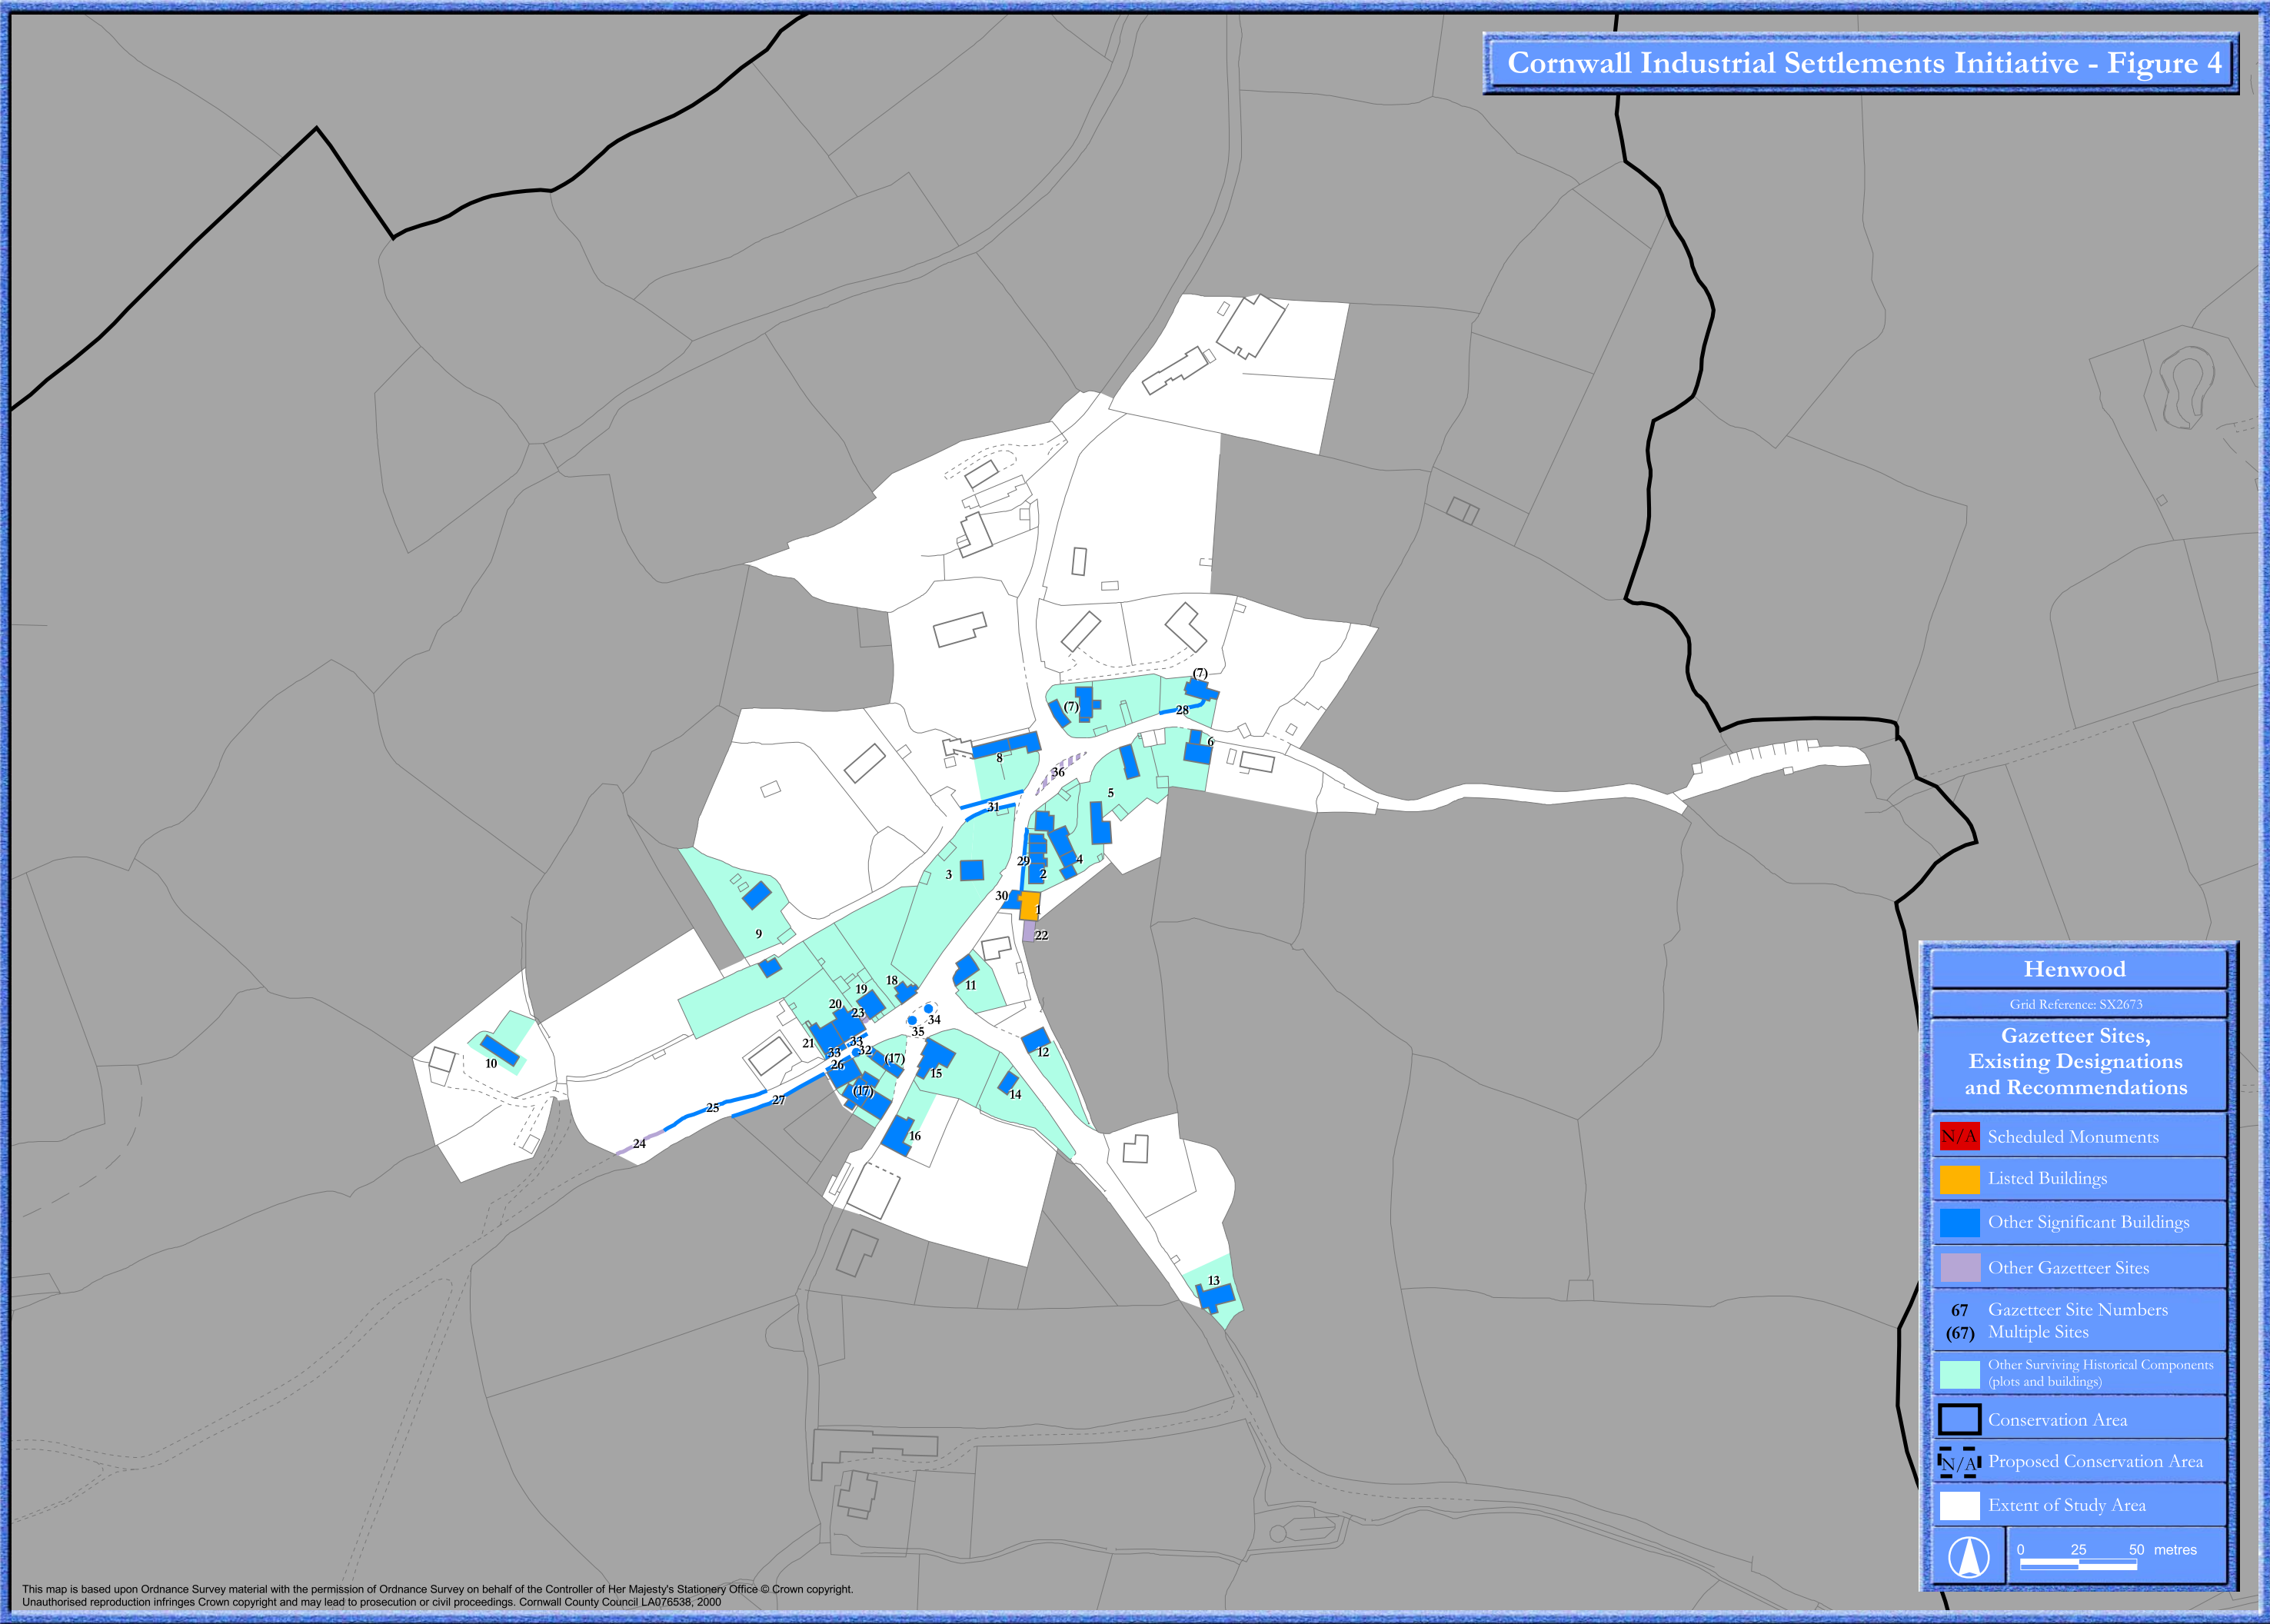 Cornwall Industrial Settlements Initiative - Figure 4
(7)
(7)
28
6
8
36
5
31
29
4
3
2
30
1
22
9
18
11
19
20
23
34
35
21
33
33
32
12
(17)
26
15
10
(17)
14
27
25
16
24
13
Henwood
Grid Reference: SX2673
Gazetteer Sites,
Existing Designations
and Recommendations
N/A Scheduled Monuments
Listed Buildings
Other Significant Buildings
Other Gazetteer Sites
67 Gazetteer Site Numbers
(67) Multiple Sites
Other Surviving Historical Components
(plots and buildings)
Conservation Area
N/A Proposed Conservation Area
Extent of Study Area
0 25 50 metres
This map is based upon Ordnance Survey material with the permission of Ordnance Survey on behalf of the Controller of Her Majesty's Stationery Office © Crown copyright.
Unauthorised reproduction infringes Crown copyright and may lead to prosecution or civil proceedings. Cornwall County Council LA076538, 2000